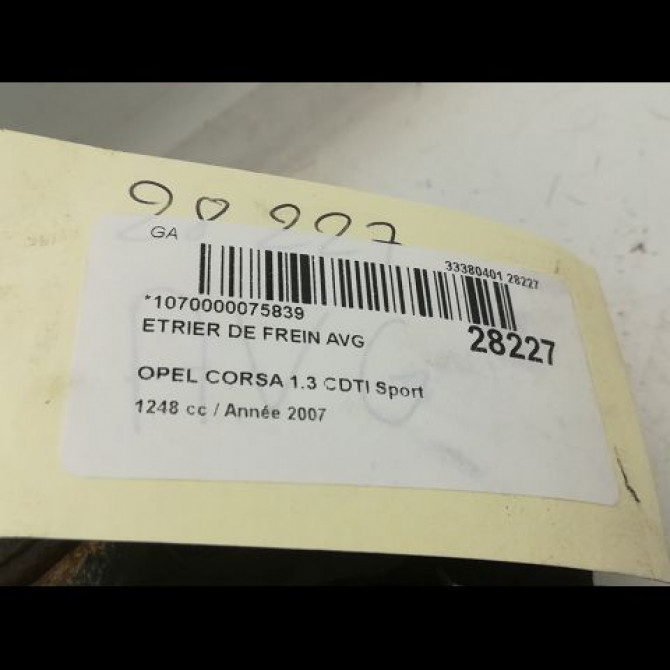 GA
33380401 28227
*1070000075839
ETRIER DE FREIN AVG
28227
OPEL CORSA 1.3 CDTI Sport
1248 cc / Année 2007
AVG